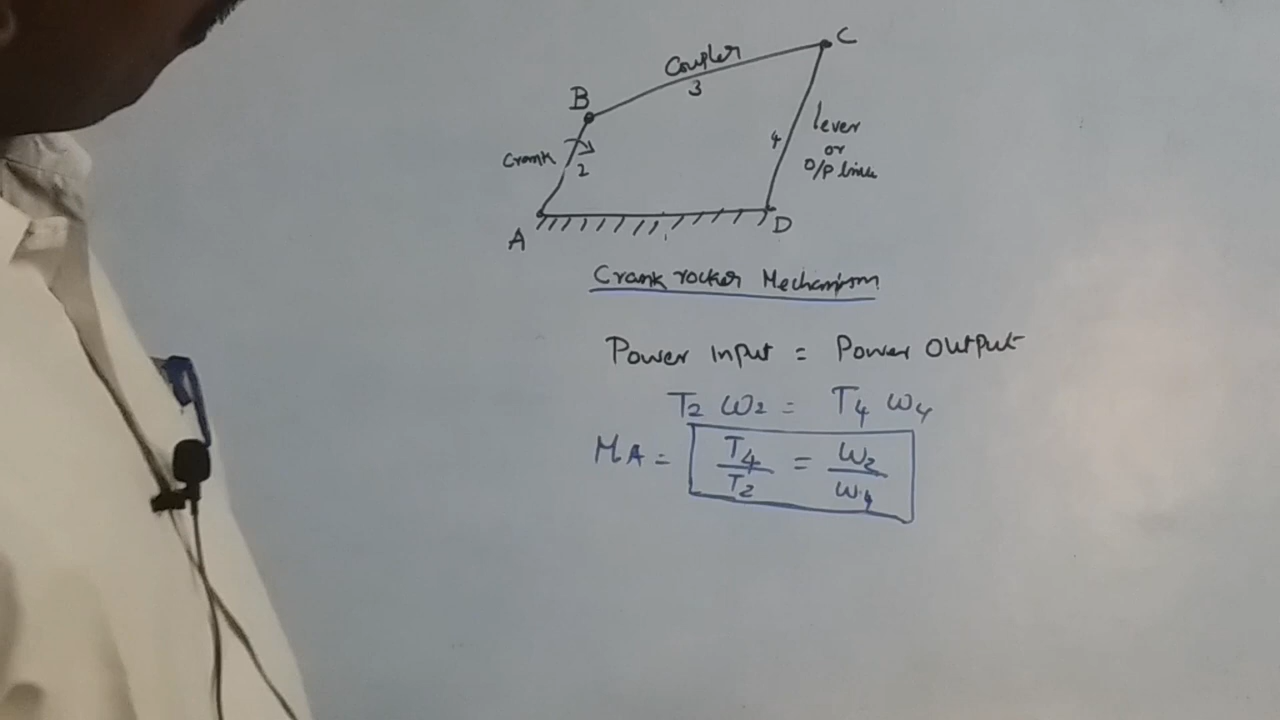 C
Coupler
3
B
lever
4
or
Crank
2
O/P link
A
D
Crank rocker Mechanism
Power Input = Power Output
T2 ω2 = T4 ω4
MA = T4/T2 = ω2/ω4